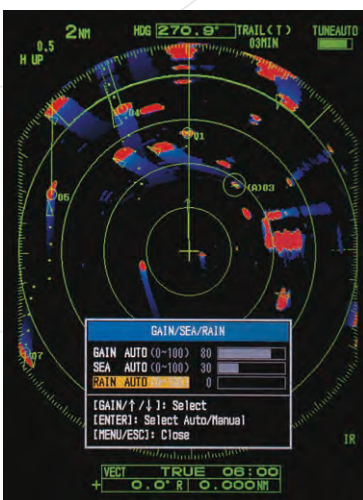 2NM
HDG 270.9° TRAIL(T) TUNEAUTO
0.5
03MIN
H UP
04
01
(A)03
05
07
GAIN/SEA/RAIN
GAIN AUTO (0~100) 80
SEA AUTO (0~100) 30
RAIN AUTO 0
[GAIN/↑/↓]: Select
[ENTER]: Select Auto/Manual
[MENU/ESC]: Close
IR
VECT TRUE 06:00
+ 0.0° R 0.000NM